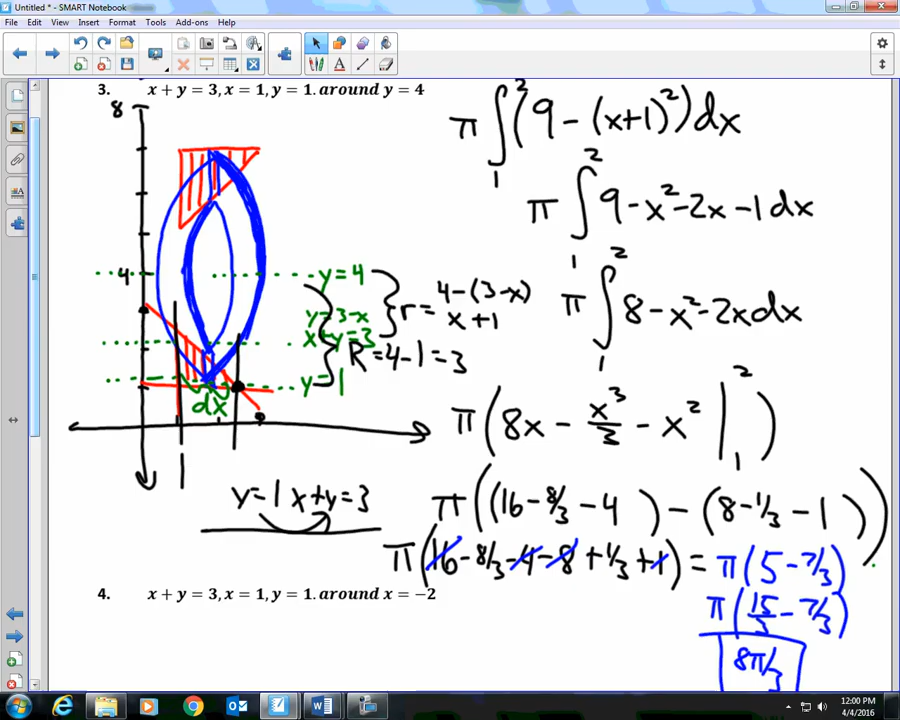 Untitled * - SMART Notebook
File Edit View Insert Format Tools Add-ons Help
3. x + y = 3, x = 1, y = 1. around y = 4
8
4
y = 4
y = 3-x
x+y = 3
y = 1
r = 4-(3-x)
x+1
R = 4-1 = 3
dx
1
y=1 x+y=3
π ∫₁² (9 - (x+1)²) dx
π ∫₁² 9 - x² - 2x - 1 dx
π ∫₁² 8 - x² - 2x dx
π (8x - x³/3 - x² |₁²)
π ((16 - 8/3 - 4) - (8 - 1/3 - 1))
π (16 - 8/3 - 4 - 8 + 1/3 + 1) = π (5 - 7/3)
π (15/3 - 7/3)
8π/3
4. x + y = 3, x = 1, y = 1. around x = −2
12:00 PM
4/4/2016